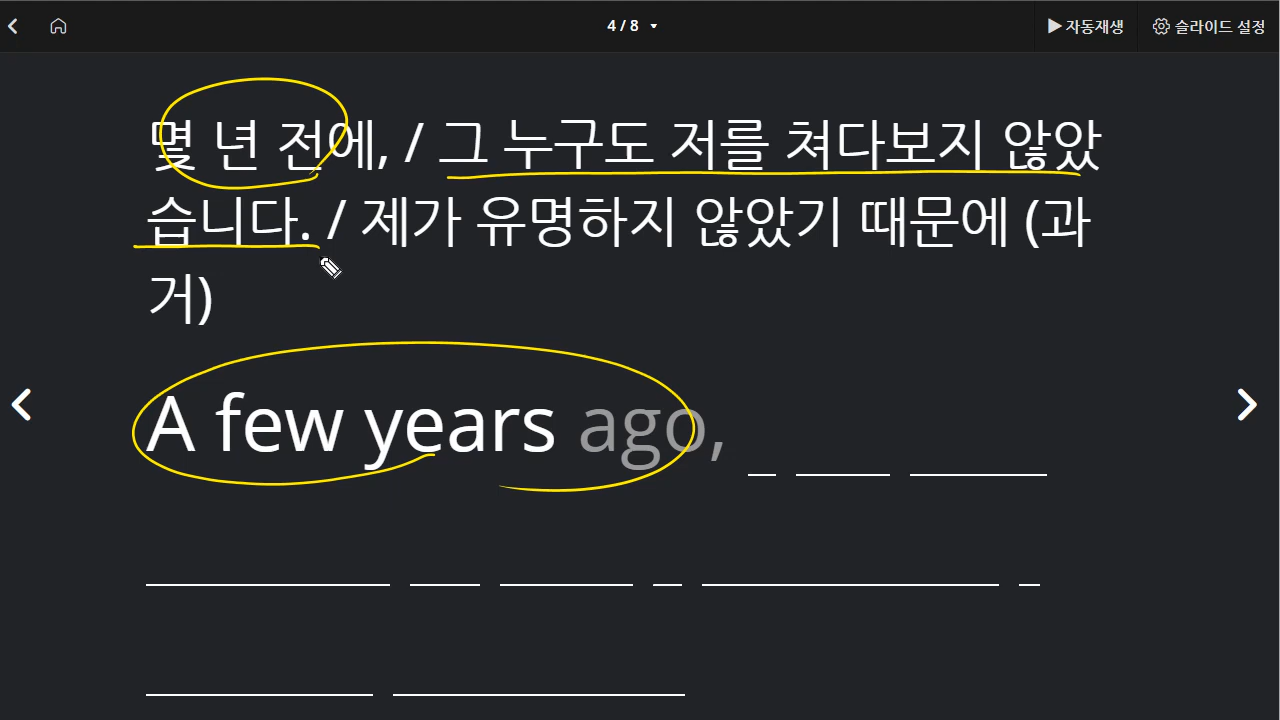 4 / 8
자동재생
슬라이드 설정
몇 년 전에, / 그 누구도 저를 쳐다보지 않았
습니다. / 제가 유명하지 않았기 때문에 (과
거)
A few years ago,